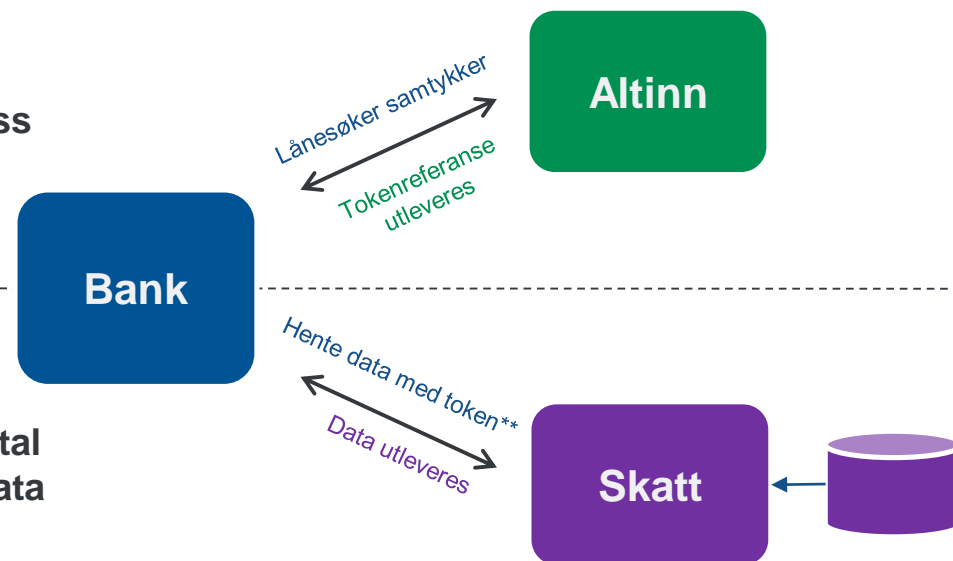 Altinn
Lånesøker samtykker
ss
Tokenreferanse
utleveres
Bank
Hente data med token**
Data utleveres
tal
ata
Skatt